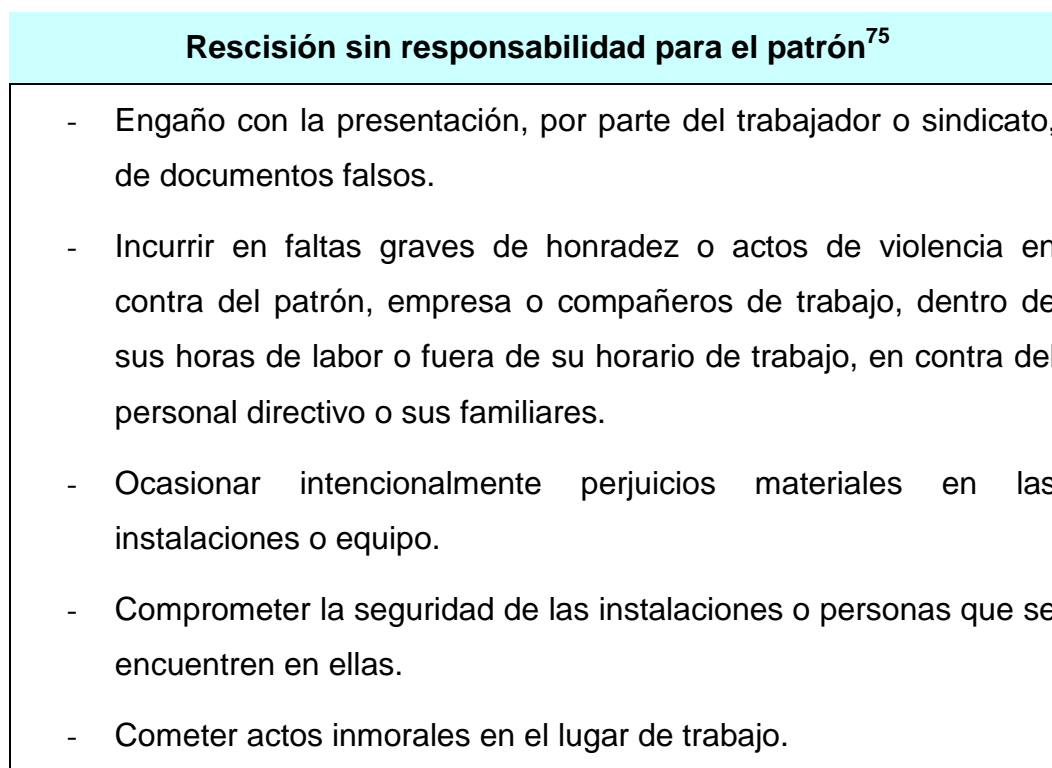 Rescisión sin responsabilidad para el patrón75
- Engaño con la presentación, por parte del trabajador o sindicato,
de documentos falsos.
- Incurrir en faltas graves de honradez o actos de violencia en
contra del patrón, empresa o compañeros de trabajo, dentro de
sus horas de labor o fuera de su horario de trabajo, en contra del
personal directivo o sus familiares.
- Ocasionar intencionalmente perjuicios materiales en las
instalaciones o equipo.
- Comprometer la seguridad de las instalaciones o personas que se
encuentren en ellas.
- Cometer actos inmorales en el lugar de trabajo.